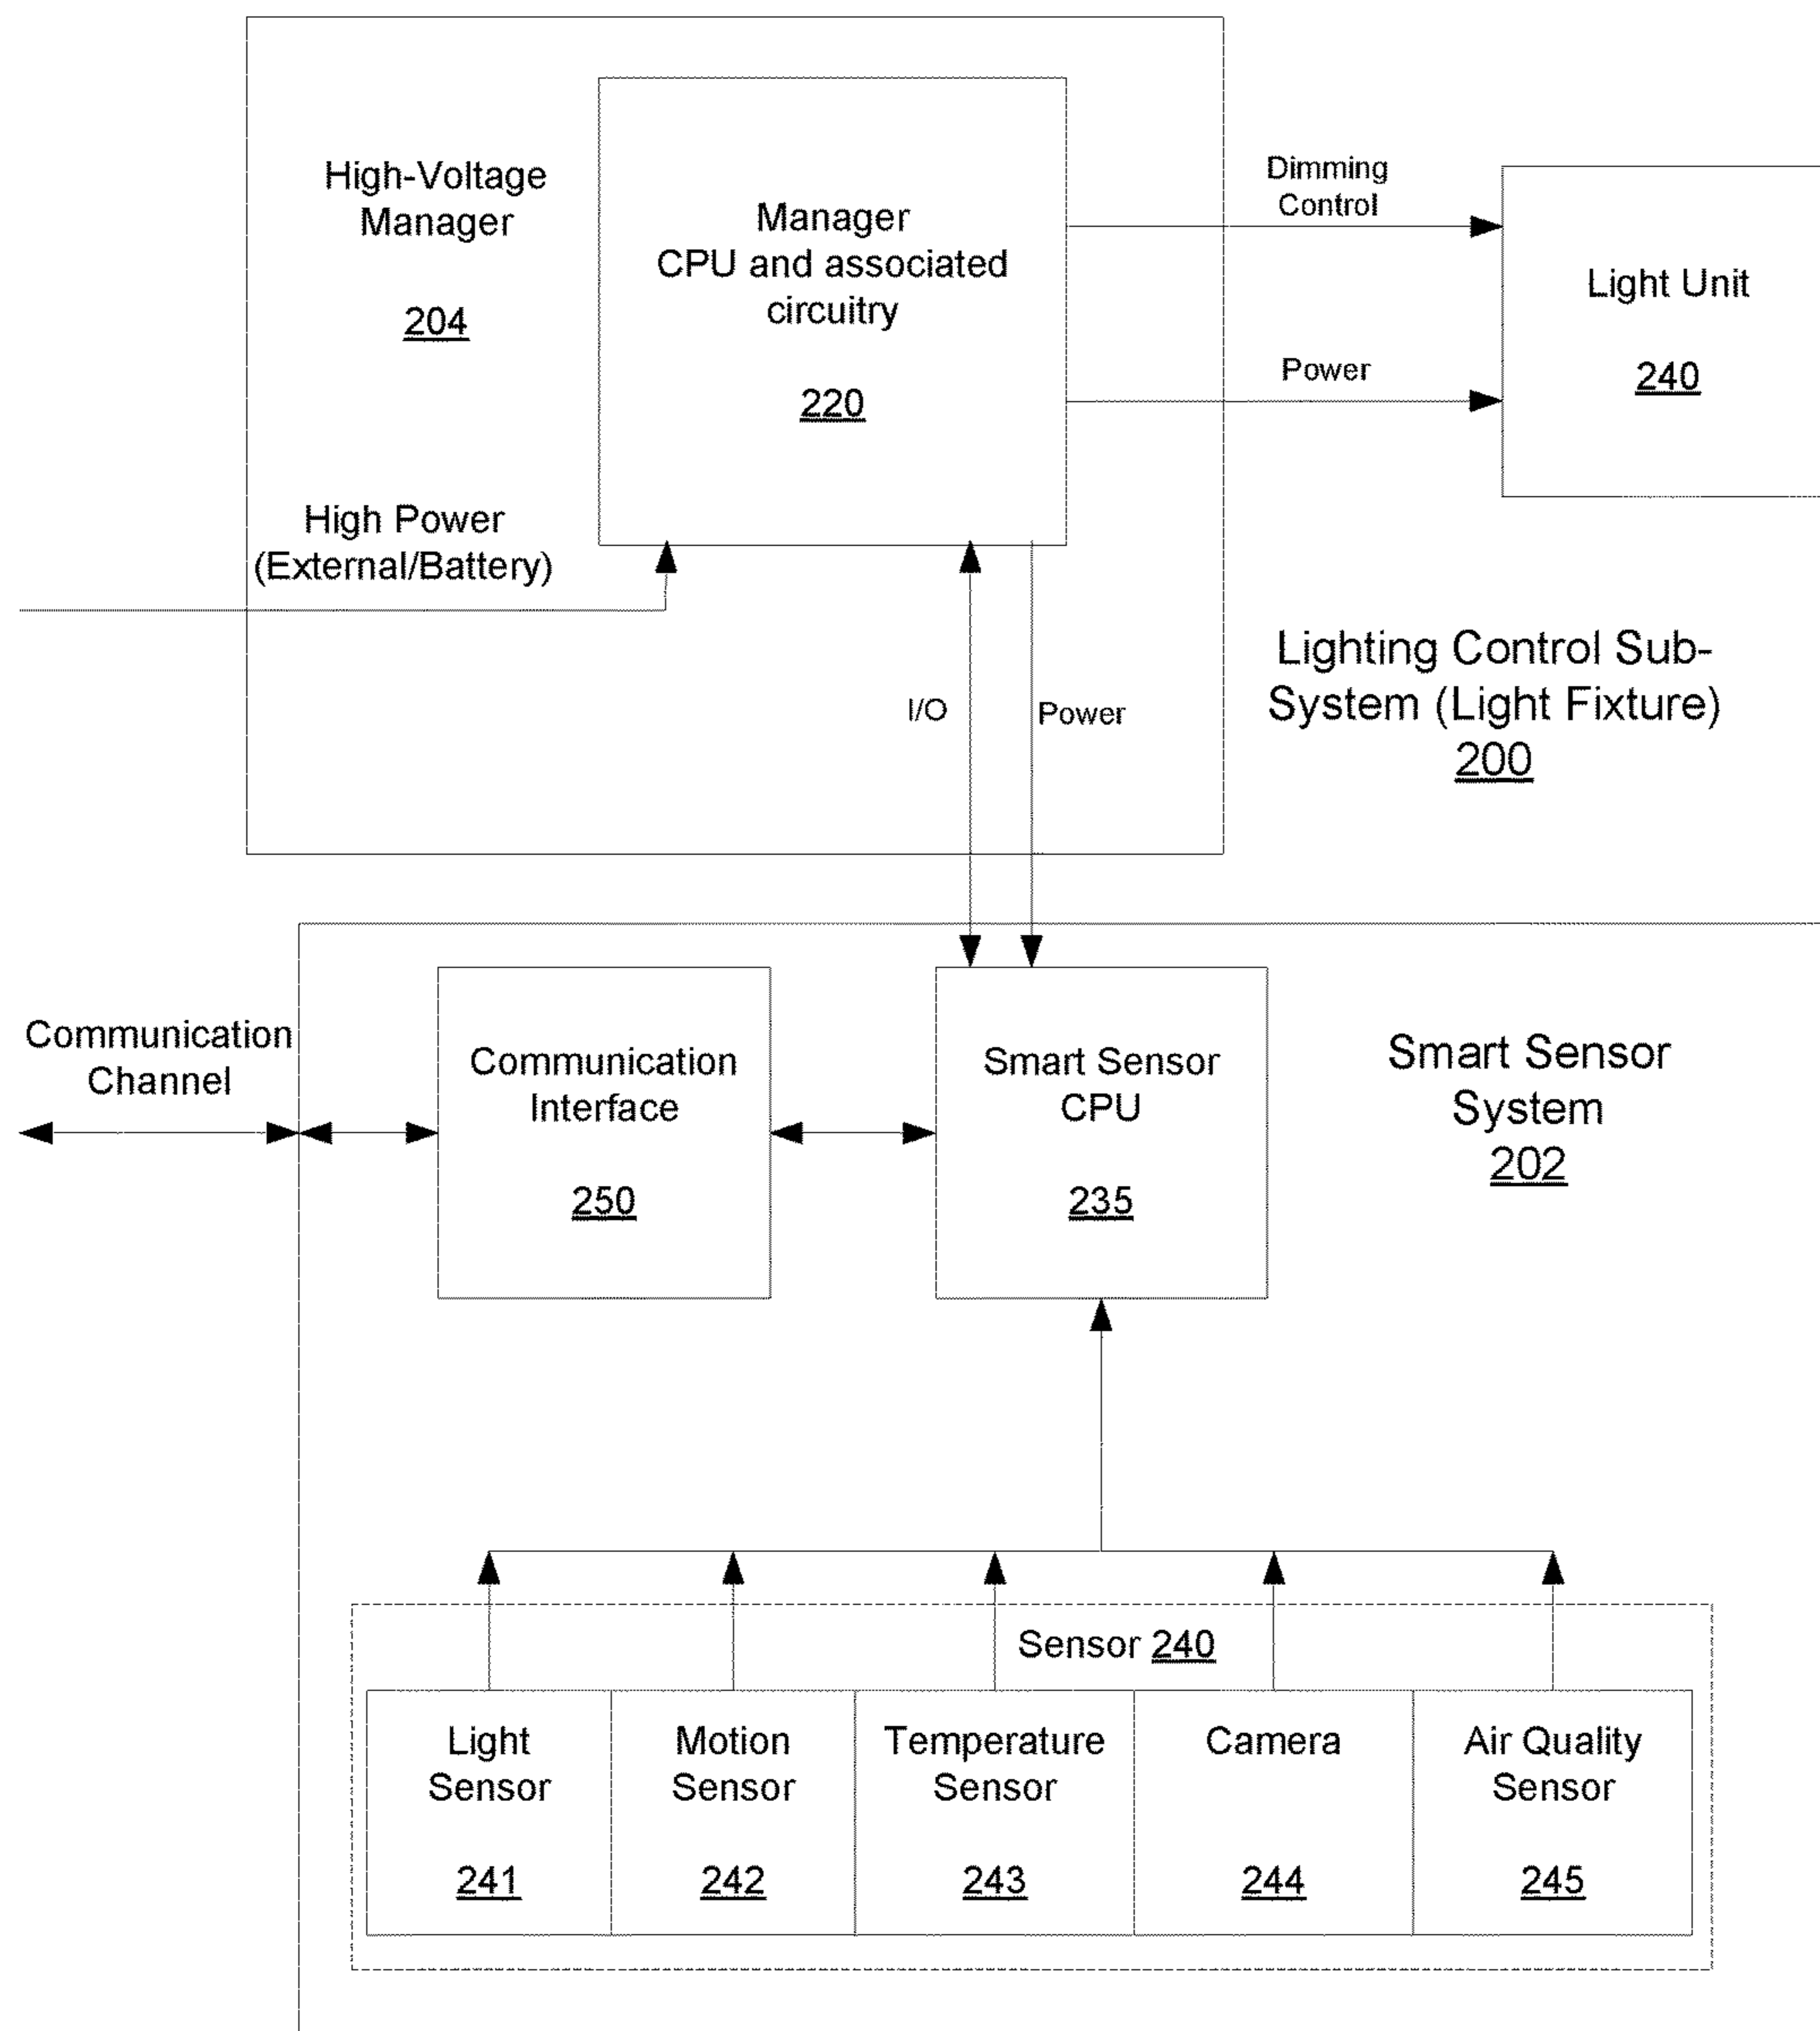 High-Voltage
Manager
204
Manager
CPU and associated
circuitry
220
Dimming
Control
Power
Light Unit
240
High Power
(External/Battery)
I/O
Power
Lighting Control Sub-
System (Light Fixture)
200
Communication
Channel
Communication
Interface
250
Smart Sensor
CPU
235
Smart Sensor
System
202
Sensor 240
Light
Sensor
241
Motion
Sensor
242
Temperature
Sensor
243
Camera
244
Air Quality
Sensor
245